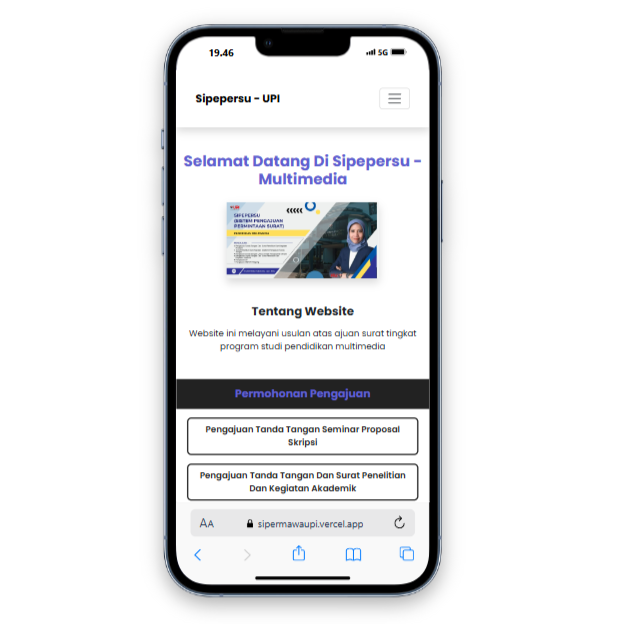 19.46
5G
Sipepersu - UPI
Selamat Datang Di Sipepersu -
Multimedia
SIPEPERSU
(SISTEM PENGAJUAN
PERMINTAAN SURAT)
Tentang Website
Website ini melayani usulan atas ajuan surat tingkat
program studi pendidikan multimedia
Permohonan Pengajuan
Pengajuan Tanda Tangan Seminar Proposal
Skripsi
Pengajuan Tanda Tangan Dan Surat Penelitian
Dan Kegiatan Akademik
AA
sipermawaupi.vercel.app